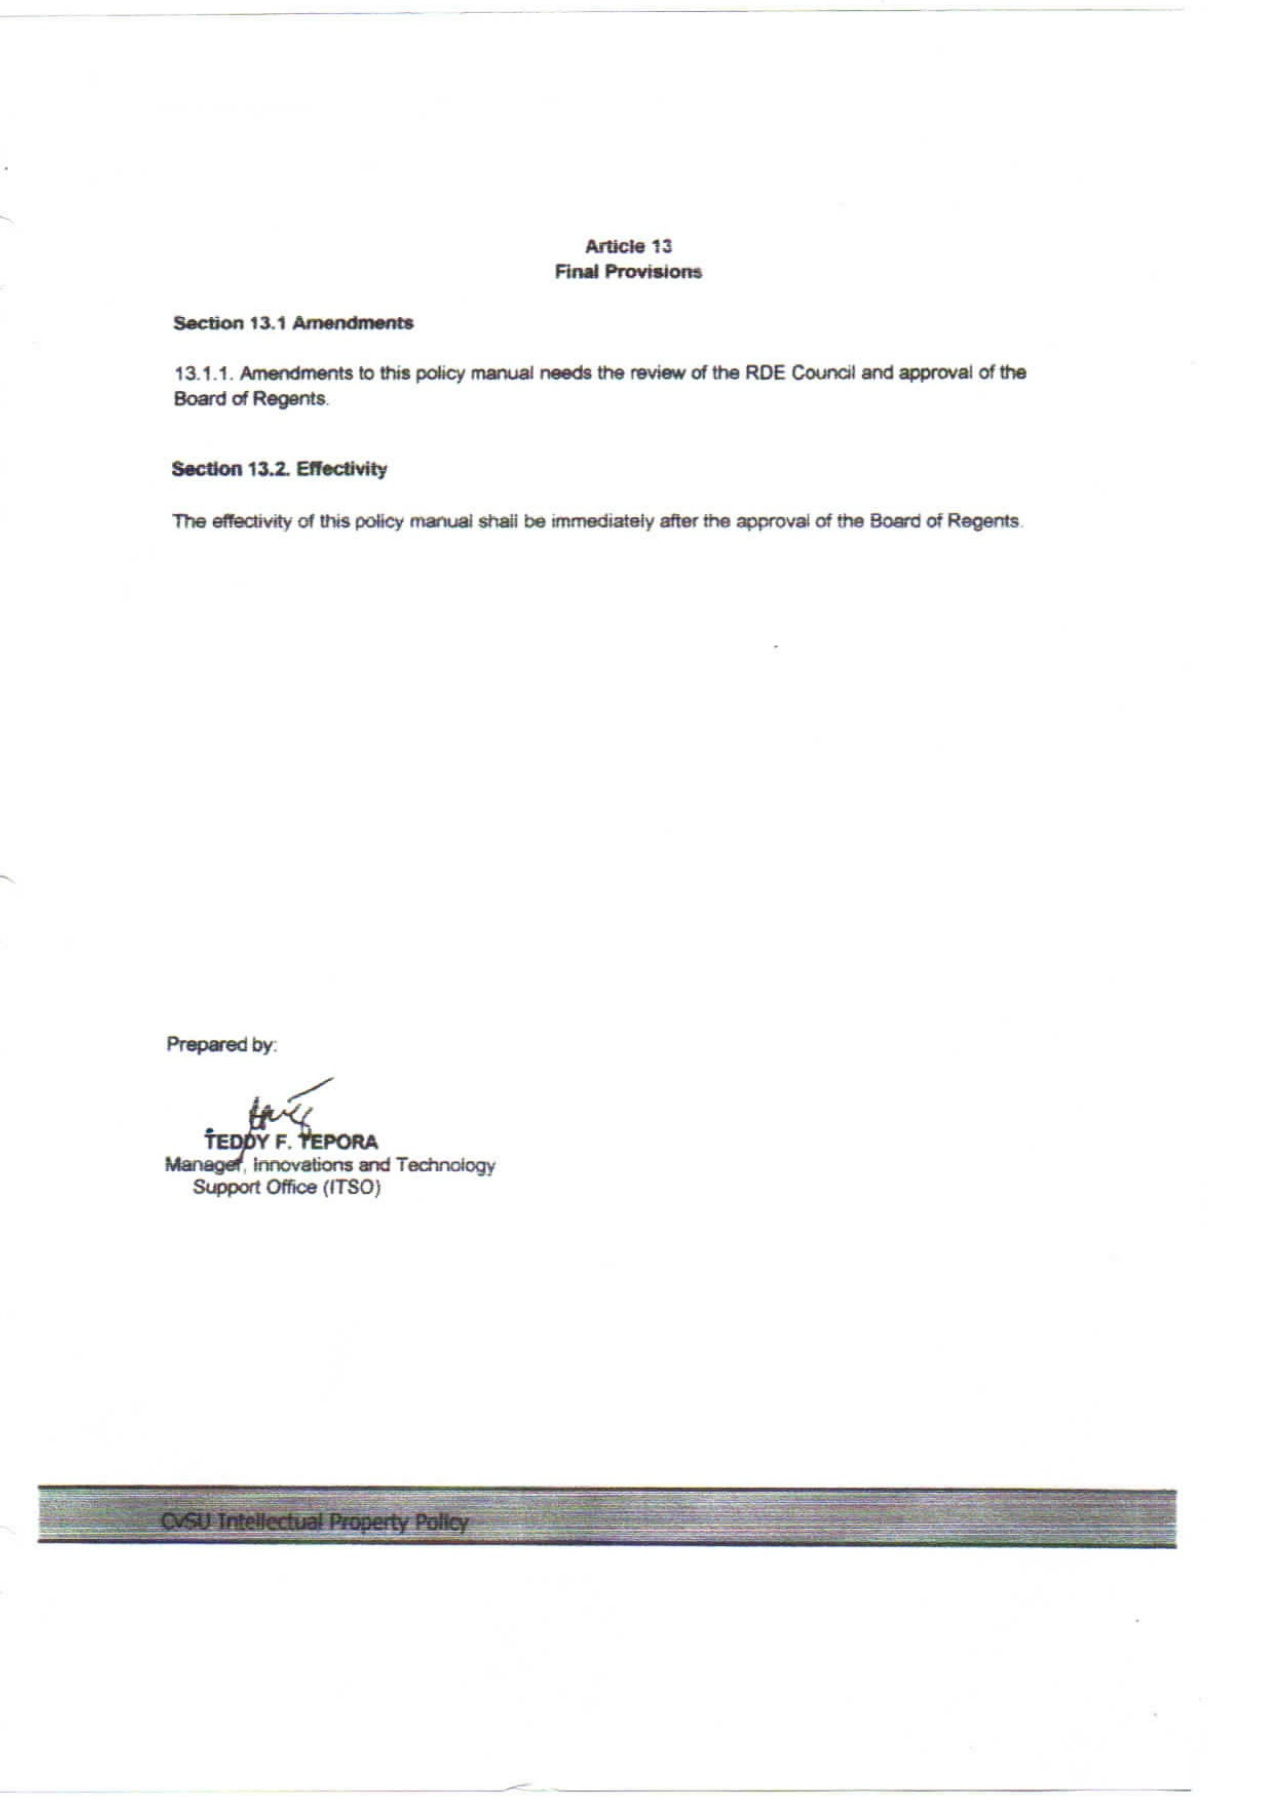 Article 13
Final Provisions
Section 13.1 Amendments
13.1.1. Amendments to this policy manual needs the review of the RDE Council and approval of the
Board of Regents.
Section 13.2. Effectivity
The effectivity of this policy manual shall be immediately after the approval of the Board of Regents.
Prepared by:
TEDDY F. TEPORA
Manager, Innovations and Technology
Support Office (ITSO)
CvSU Intellectual Property Policy